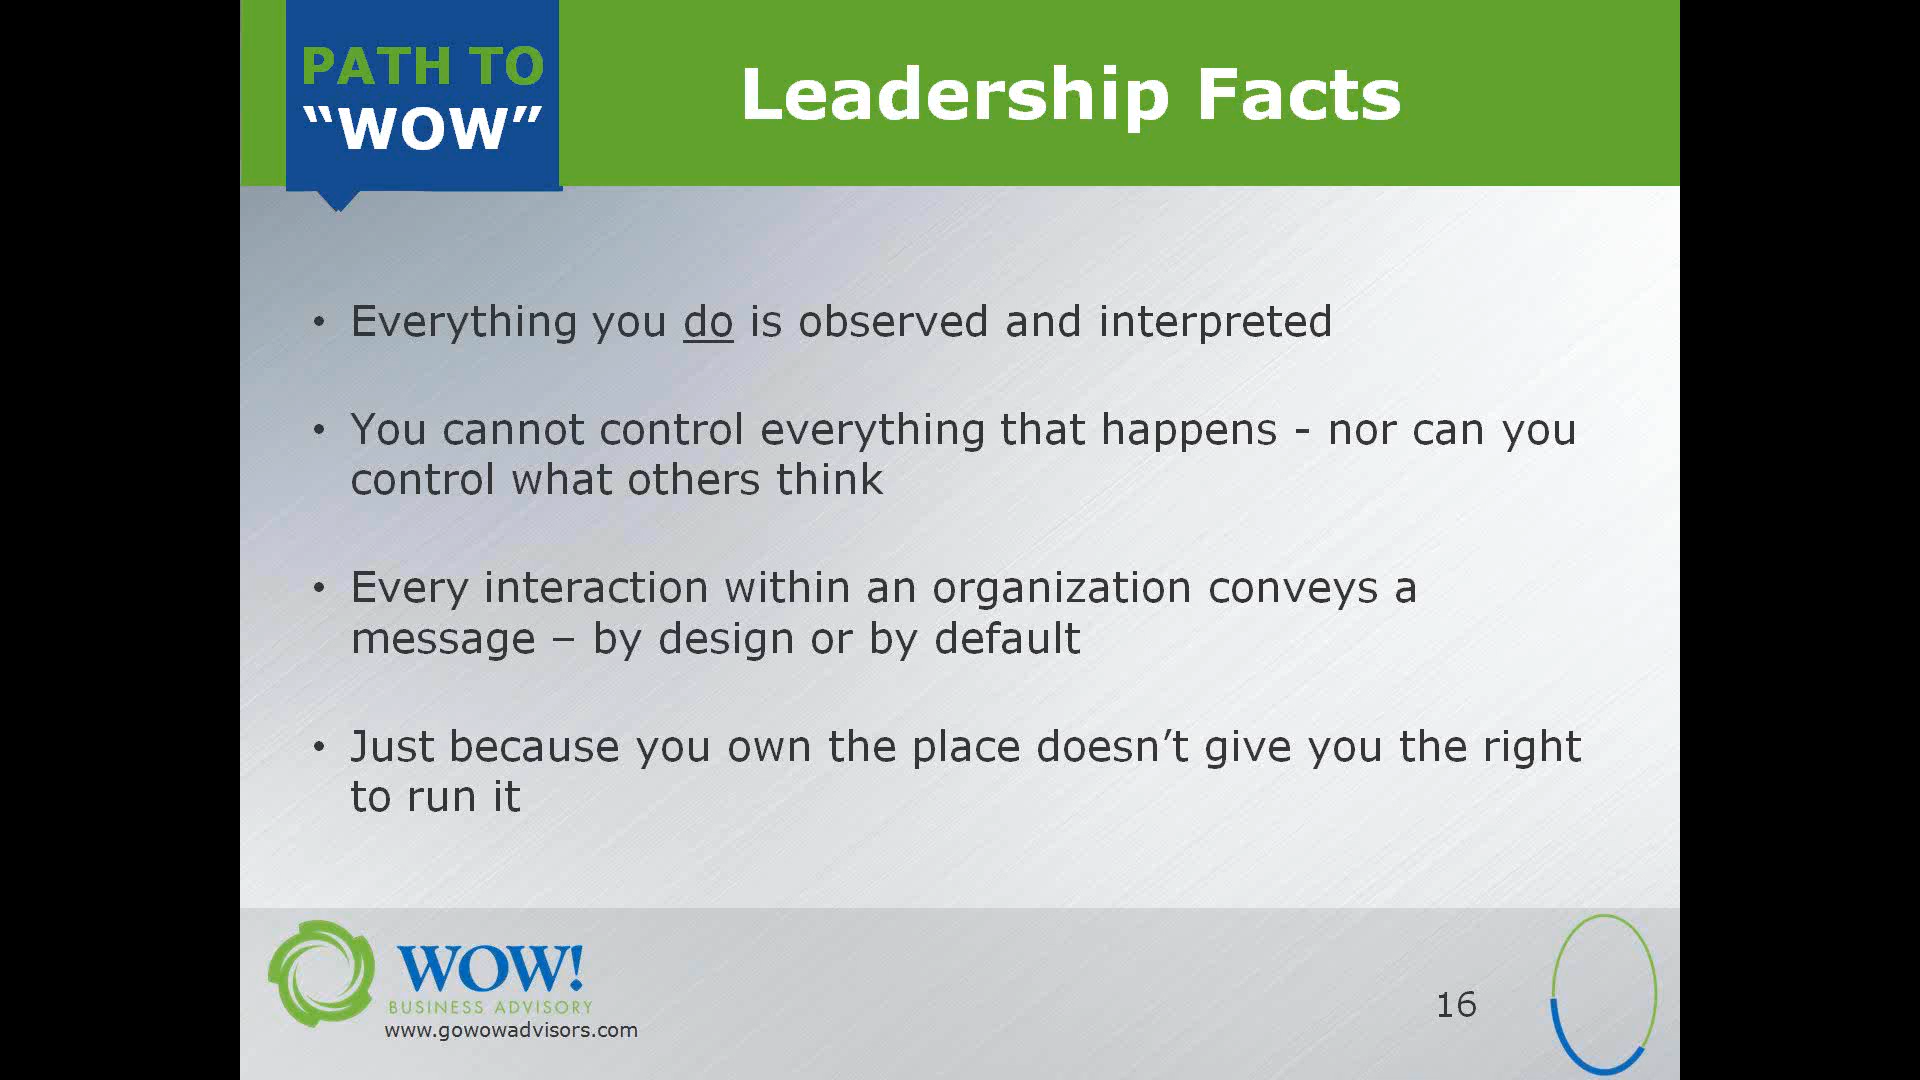 PATH TO
“WOW”
Leadership Facts
• Everything you do is observed and interpreted
• You cannot control everything that happens - nor can you
control what others think
• Every interaction within an organization conveys a
message – by design or by default
• Just because you own the place doesn’t give you the right
to run it
WOW!
BUSINESS ADVISORY
www.gowowadvisors.com
16